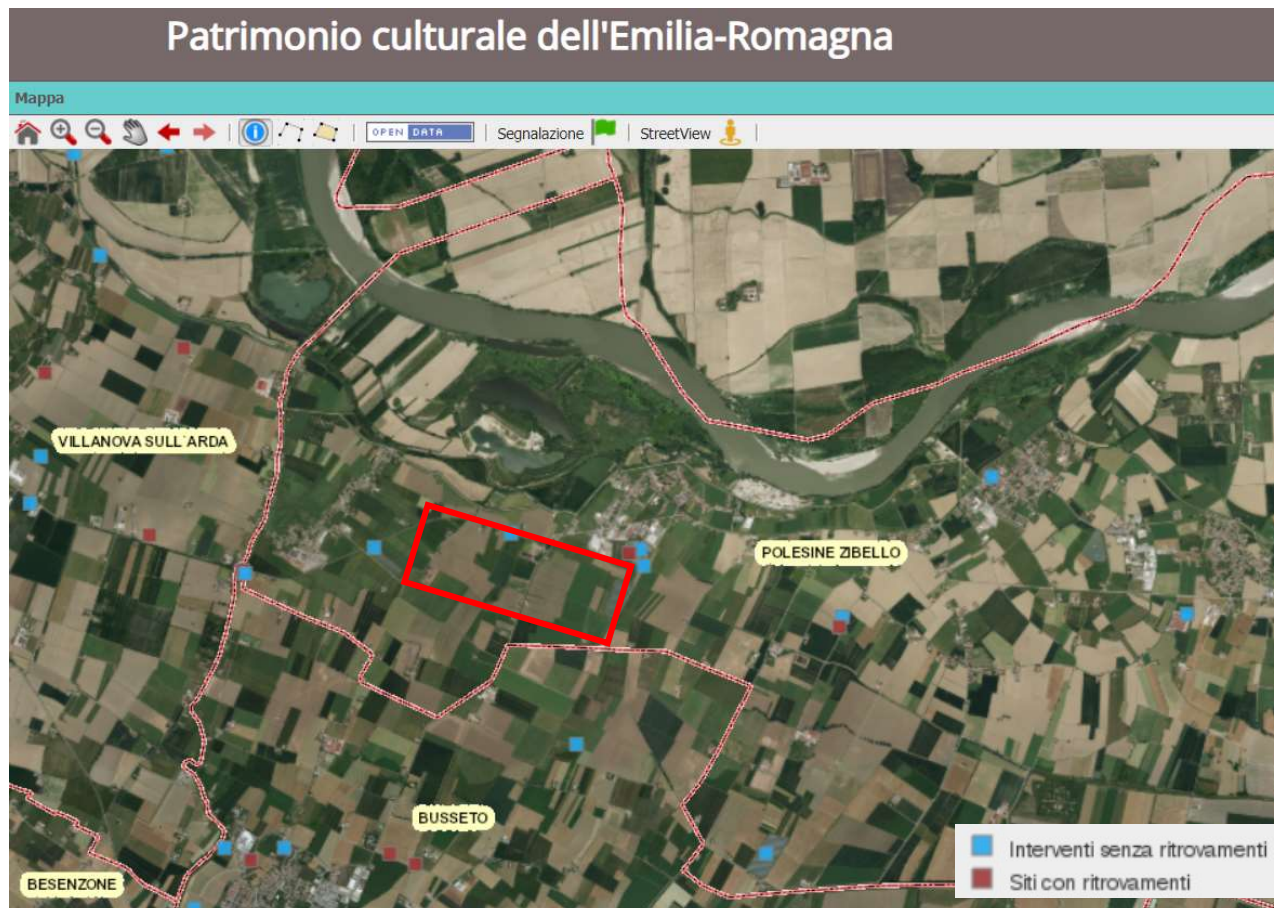 Patrimonio culturale dell'Emilia-Romagna
Mappa
OPEN DATA Segnalazione StreetView
VILLANOVA SULL'ARDA
POLESINE ZIBELLO
BUSSETO
BESENZONE
Interventi senza ritrovamenti
Siti con ritrovamenti